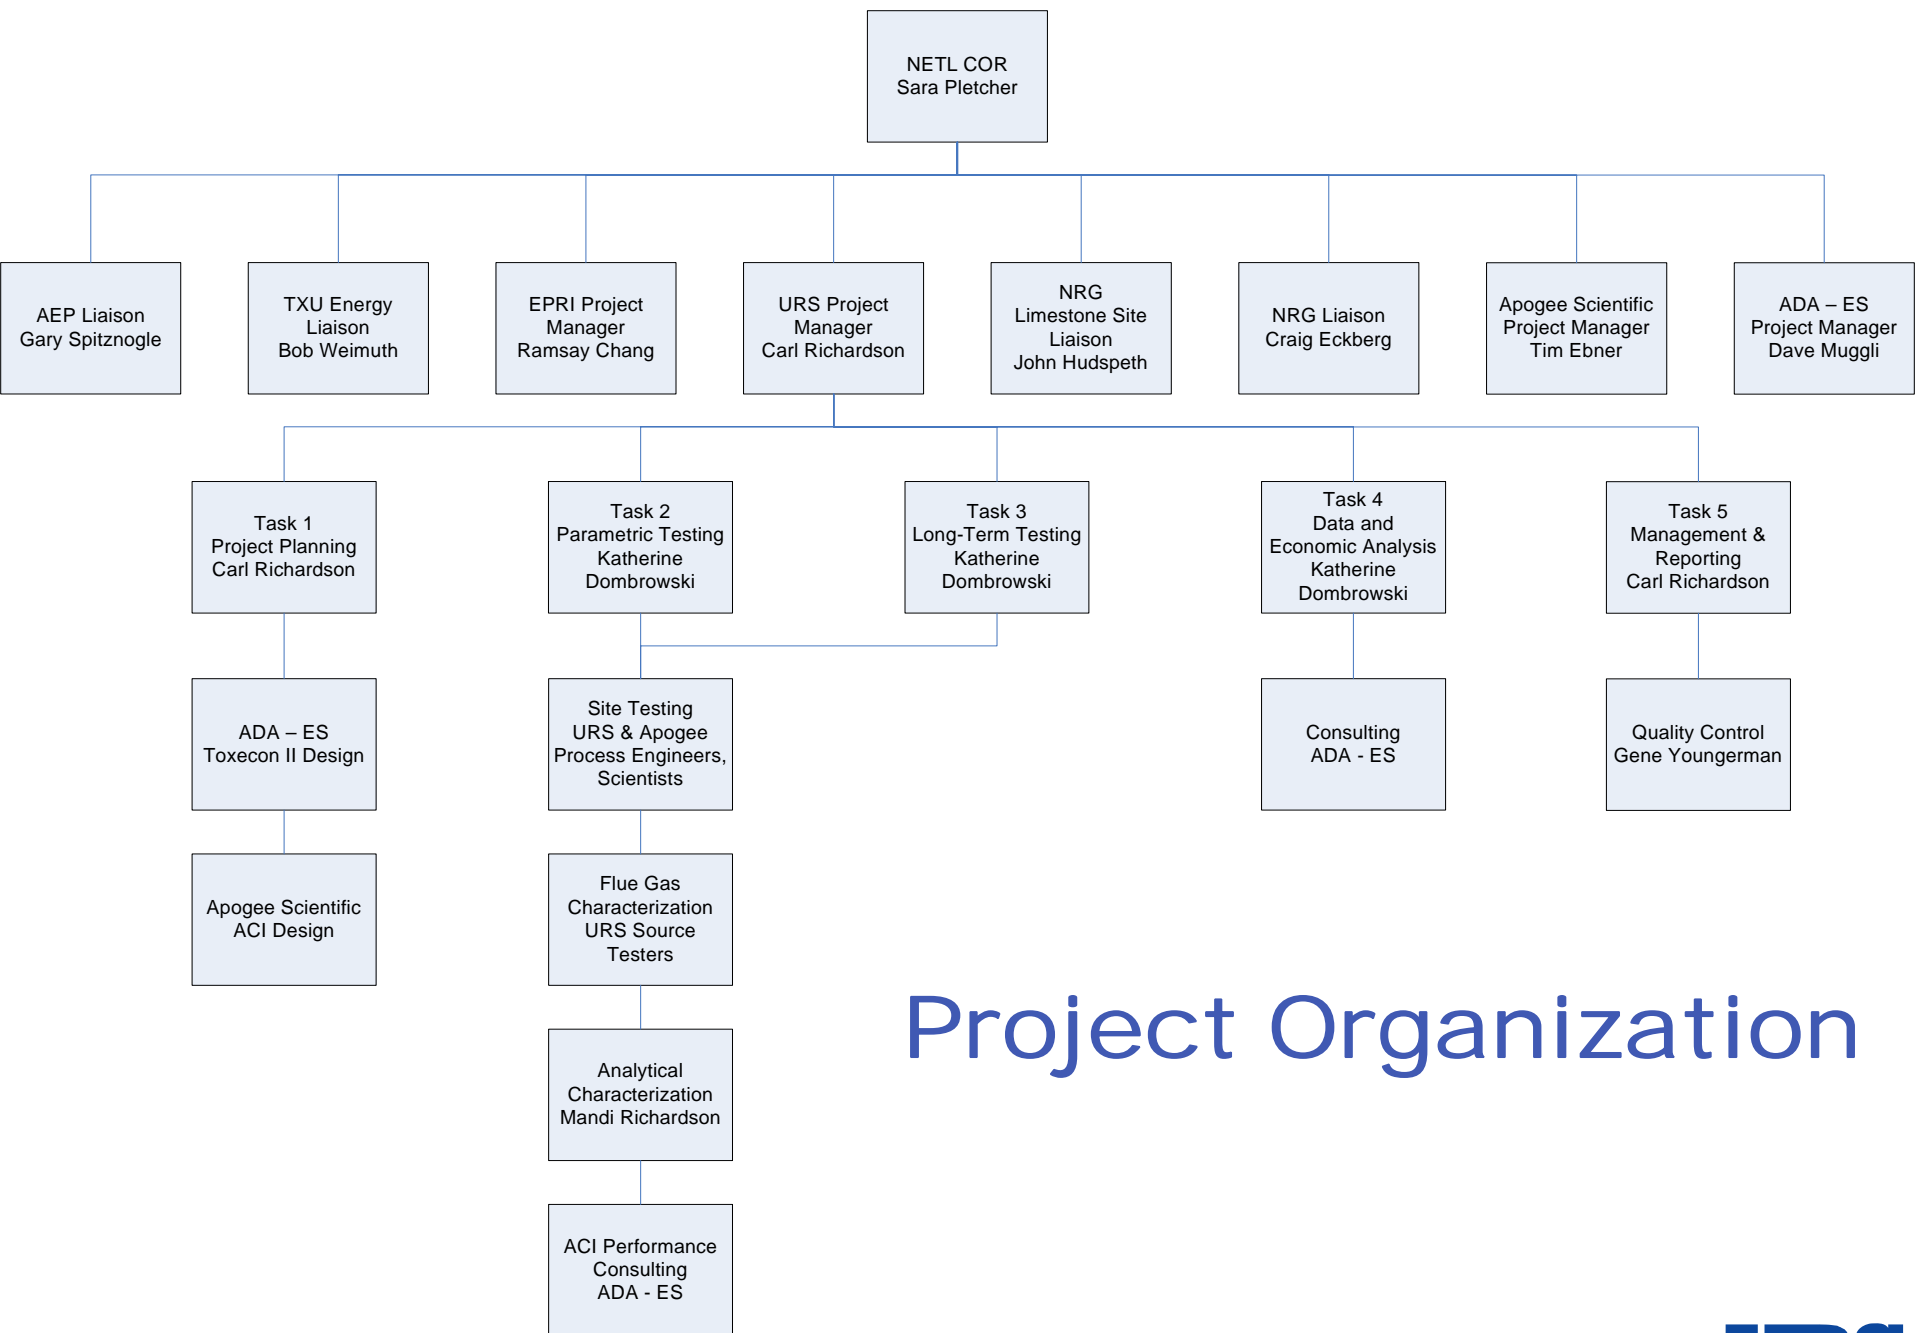 NETL COR
Sara Pletcher
AEP Liaison
Gary Spitznogle
TXU Energy
Liaison
Bob Weimuth
EPRI Project
Manager
Ramsay Chang
URS Project
Manager
Carl Richardson
NRG
Limestone Site
Liaison
John Hudspeth
NRG Liaison
Craig Eckberg
Apogee Scientific
Project Manager
Tim Ebner
ADA – ES
Project Manager
Dave Muggli
Task 1
Project Planning
Carl Richardson
Task 2
Parametric Testing
Katherine
Dombrowski
Task 3
Long-Term Testing
Katherine
Dombrowski
Task 4
Data and
Economic Analysis
Katherine
Dombrowski
Task 5
Management &
Reporting
Carl Richardson
ADA – ES
Toxecon II Design
Site Testing
URS & Apogee
Process Engineers,
Scientists
Consulting
ADA - ES
Quality Control
Gene Youngerman
Apogee Scientific
ACI Design
Flue Gas
Characterization
URS Source
Testers
Analytical
Characterization
Mandi Richardson
ACI Performance
Consulting
ADA - ES
Project Organization